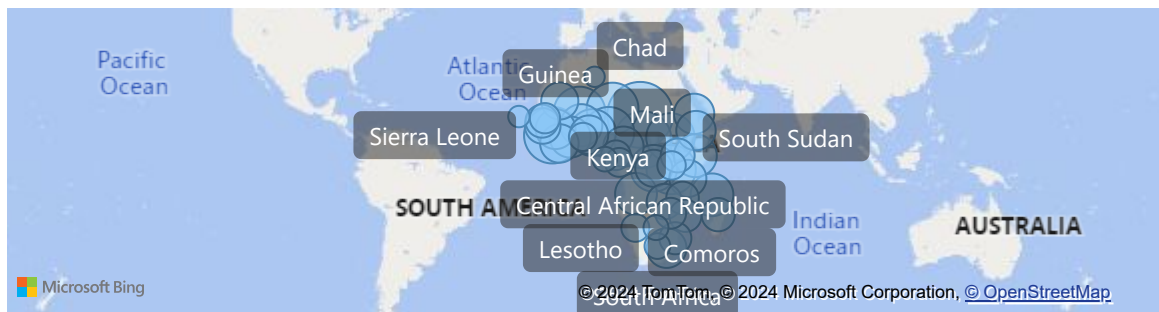 Pacific
Ocean
Atlantic
Ocean
Chad
Guinea
Mali
Sierra Leone
South Sudan
Kenya
SOUTH AMERICA
Central African Republic
Indian
Ocean
AUSTRALIA
Lesotho
Comoros
South Africa
Microsoft Bing
© 2024 TomTom, © 2024 Microsoft Corporation, © OpenStreetMap